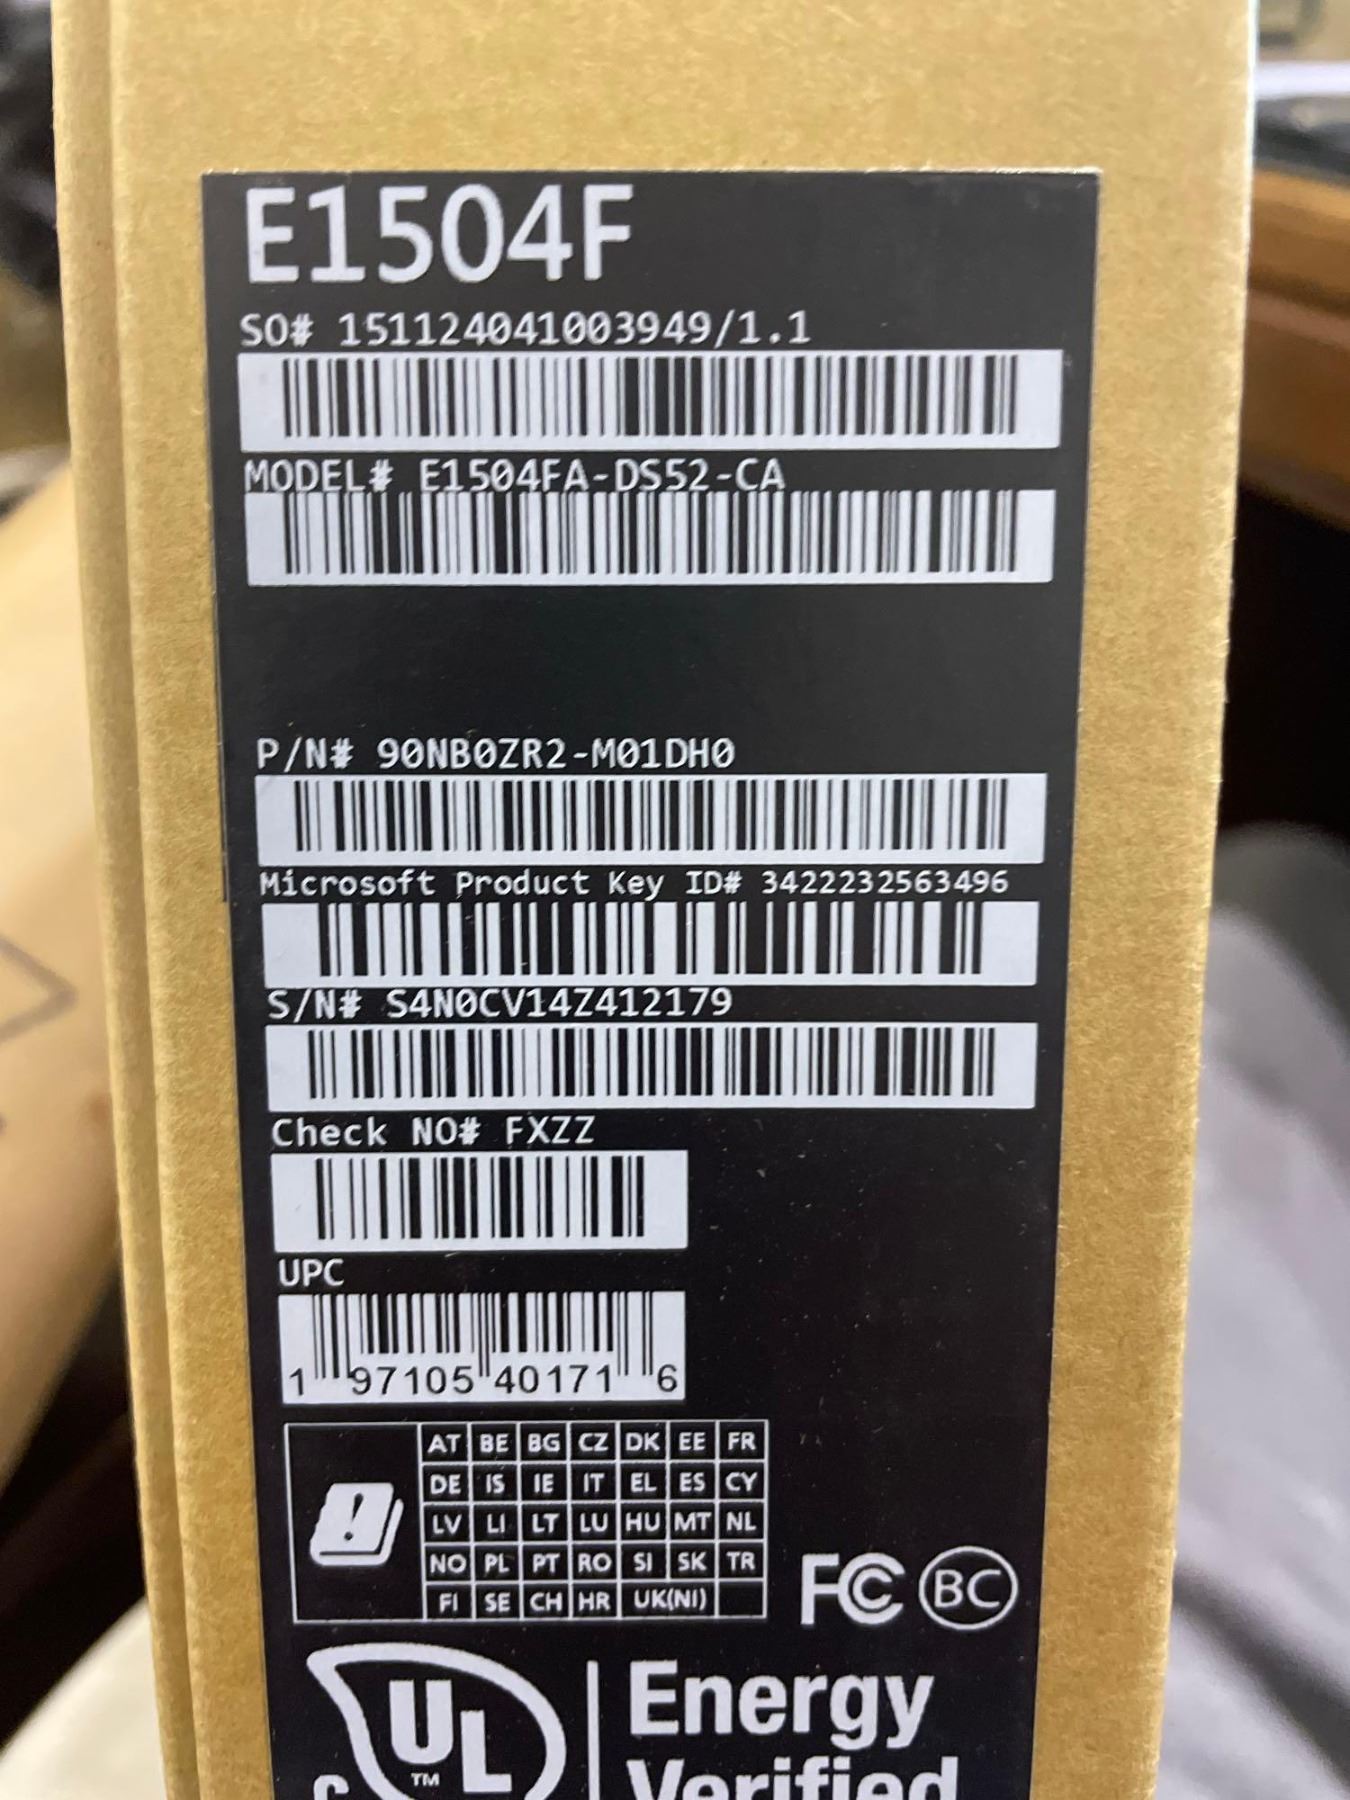 E1504F
SO# 151124041003949/1.1
MODEL# E1504FA-DS52-CA
P/N# 90NB0ZR2-M01DH0
Microsoft Product Key ID# 3422232563496
S/N# S4N0CV14Z412179
Check NO# FXZZ
UPC
1 97105 40171 6
AT BE BG CZ DK EE FR
DE IS IE IT EL ES CY
LV LI LT LU HU MT NL
NO PL PT RO SI SK TR
FI SE CH HR UK(NI)
FC BC
UL
TM
C
Energy
Verified